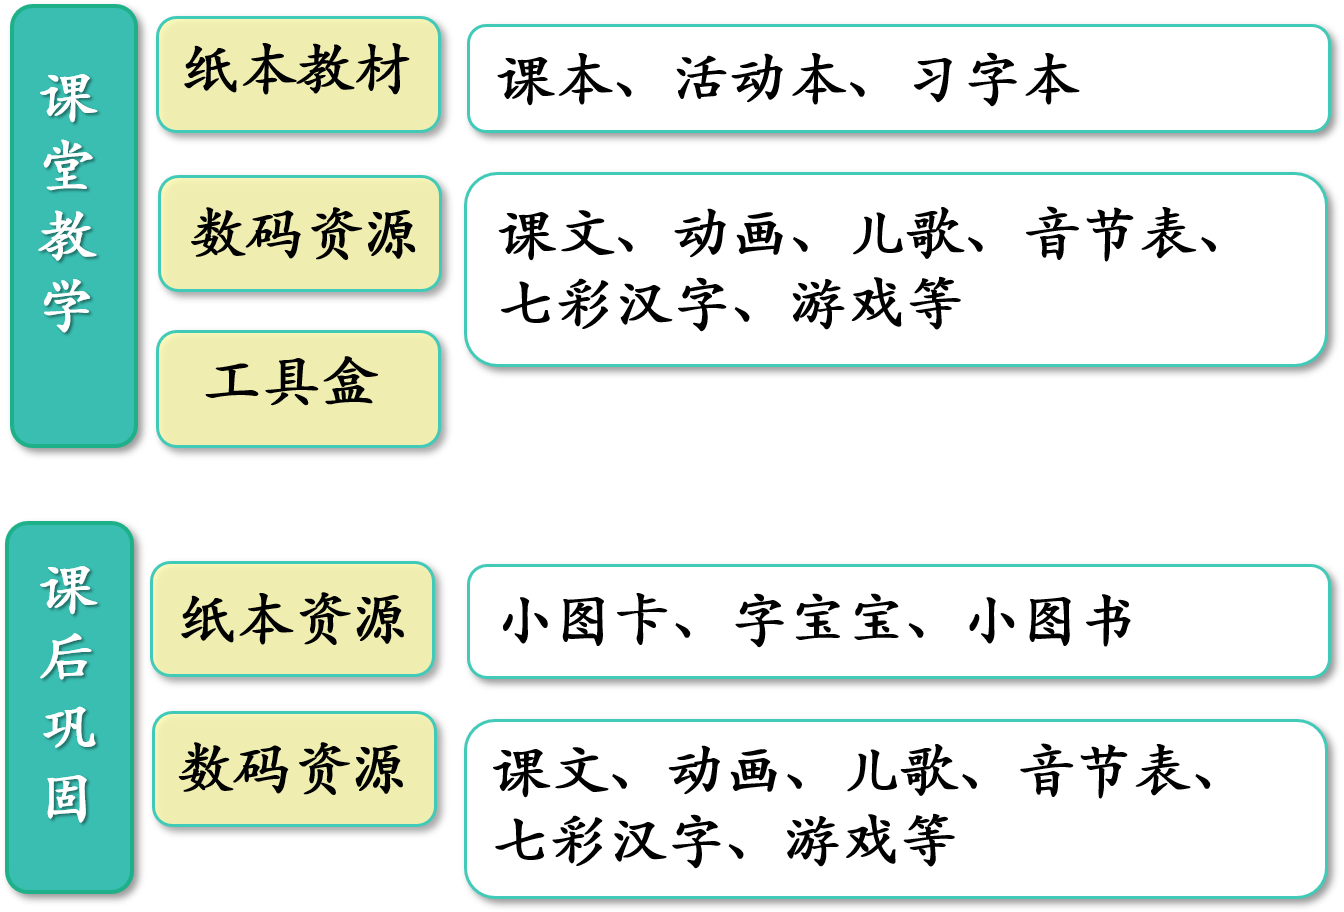 课堂教学
纸本教材
课本、活动本、习字本
数码资源
课文、动画、儿歌、音节表、
七彩汉字、游戏等
工具盒
课后巩固
纸本资源
小图卡、字宝宝、小图书
数码资源
课文、动画、儿歌、音节表、
七彩汉字、游戏等